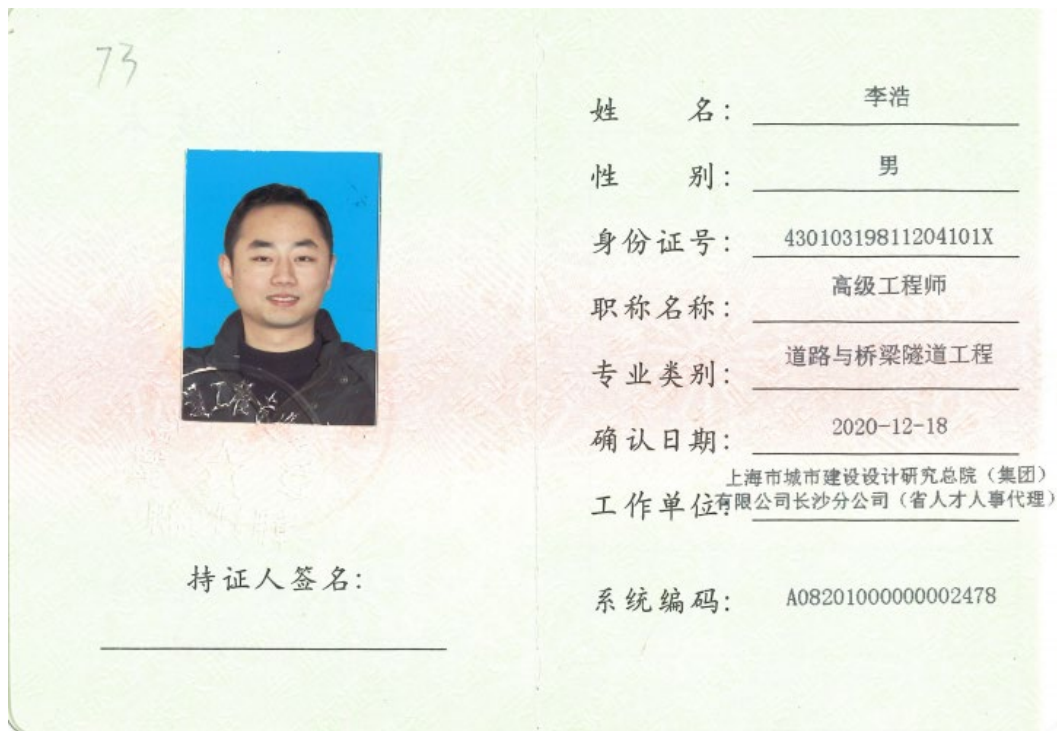 73
持证人签名:
姓名: 李浩
性别: 男
身份证号: 43010319811204101X
职称名称: 高级工程师
专业类别: 道路与桥梁隧道工程
确认日期: 2020-12-18
上海市城市建设设计研究总院（集团）
工作单位: 有限公司长沙分公司（省人才人事代理）
系统编码: A08201000000002478